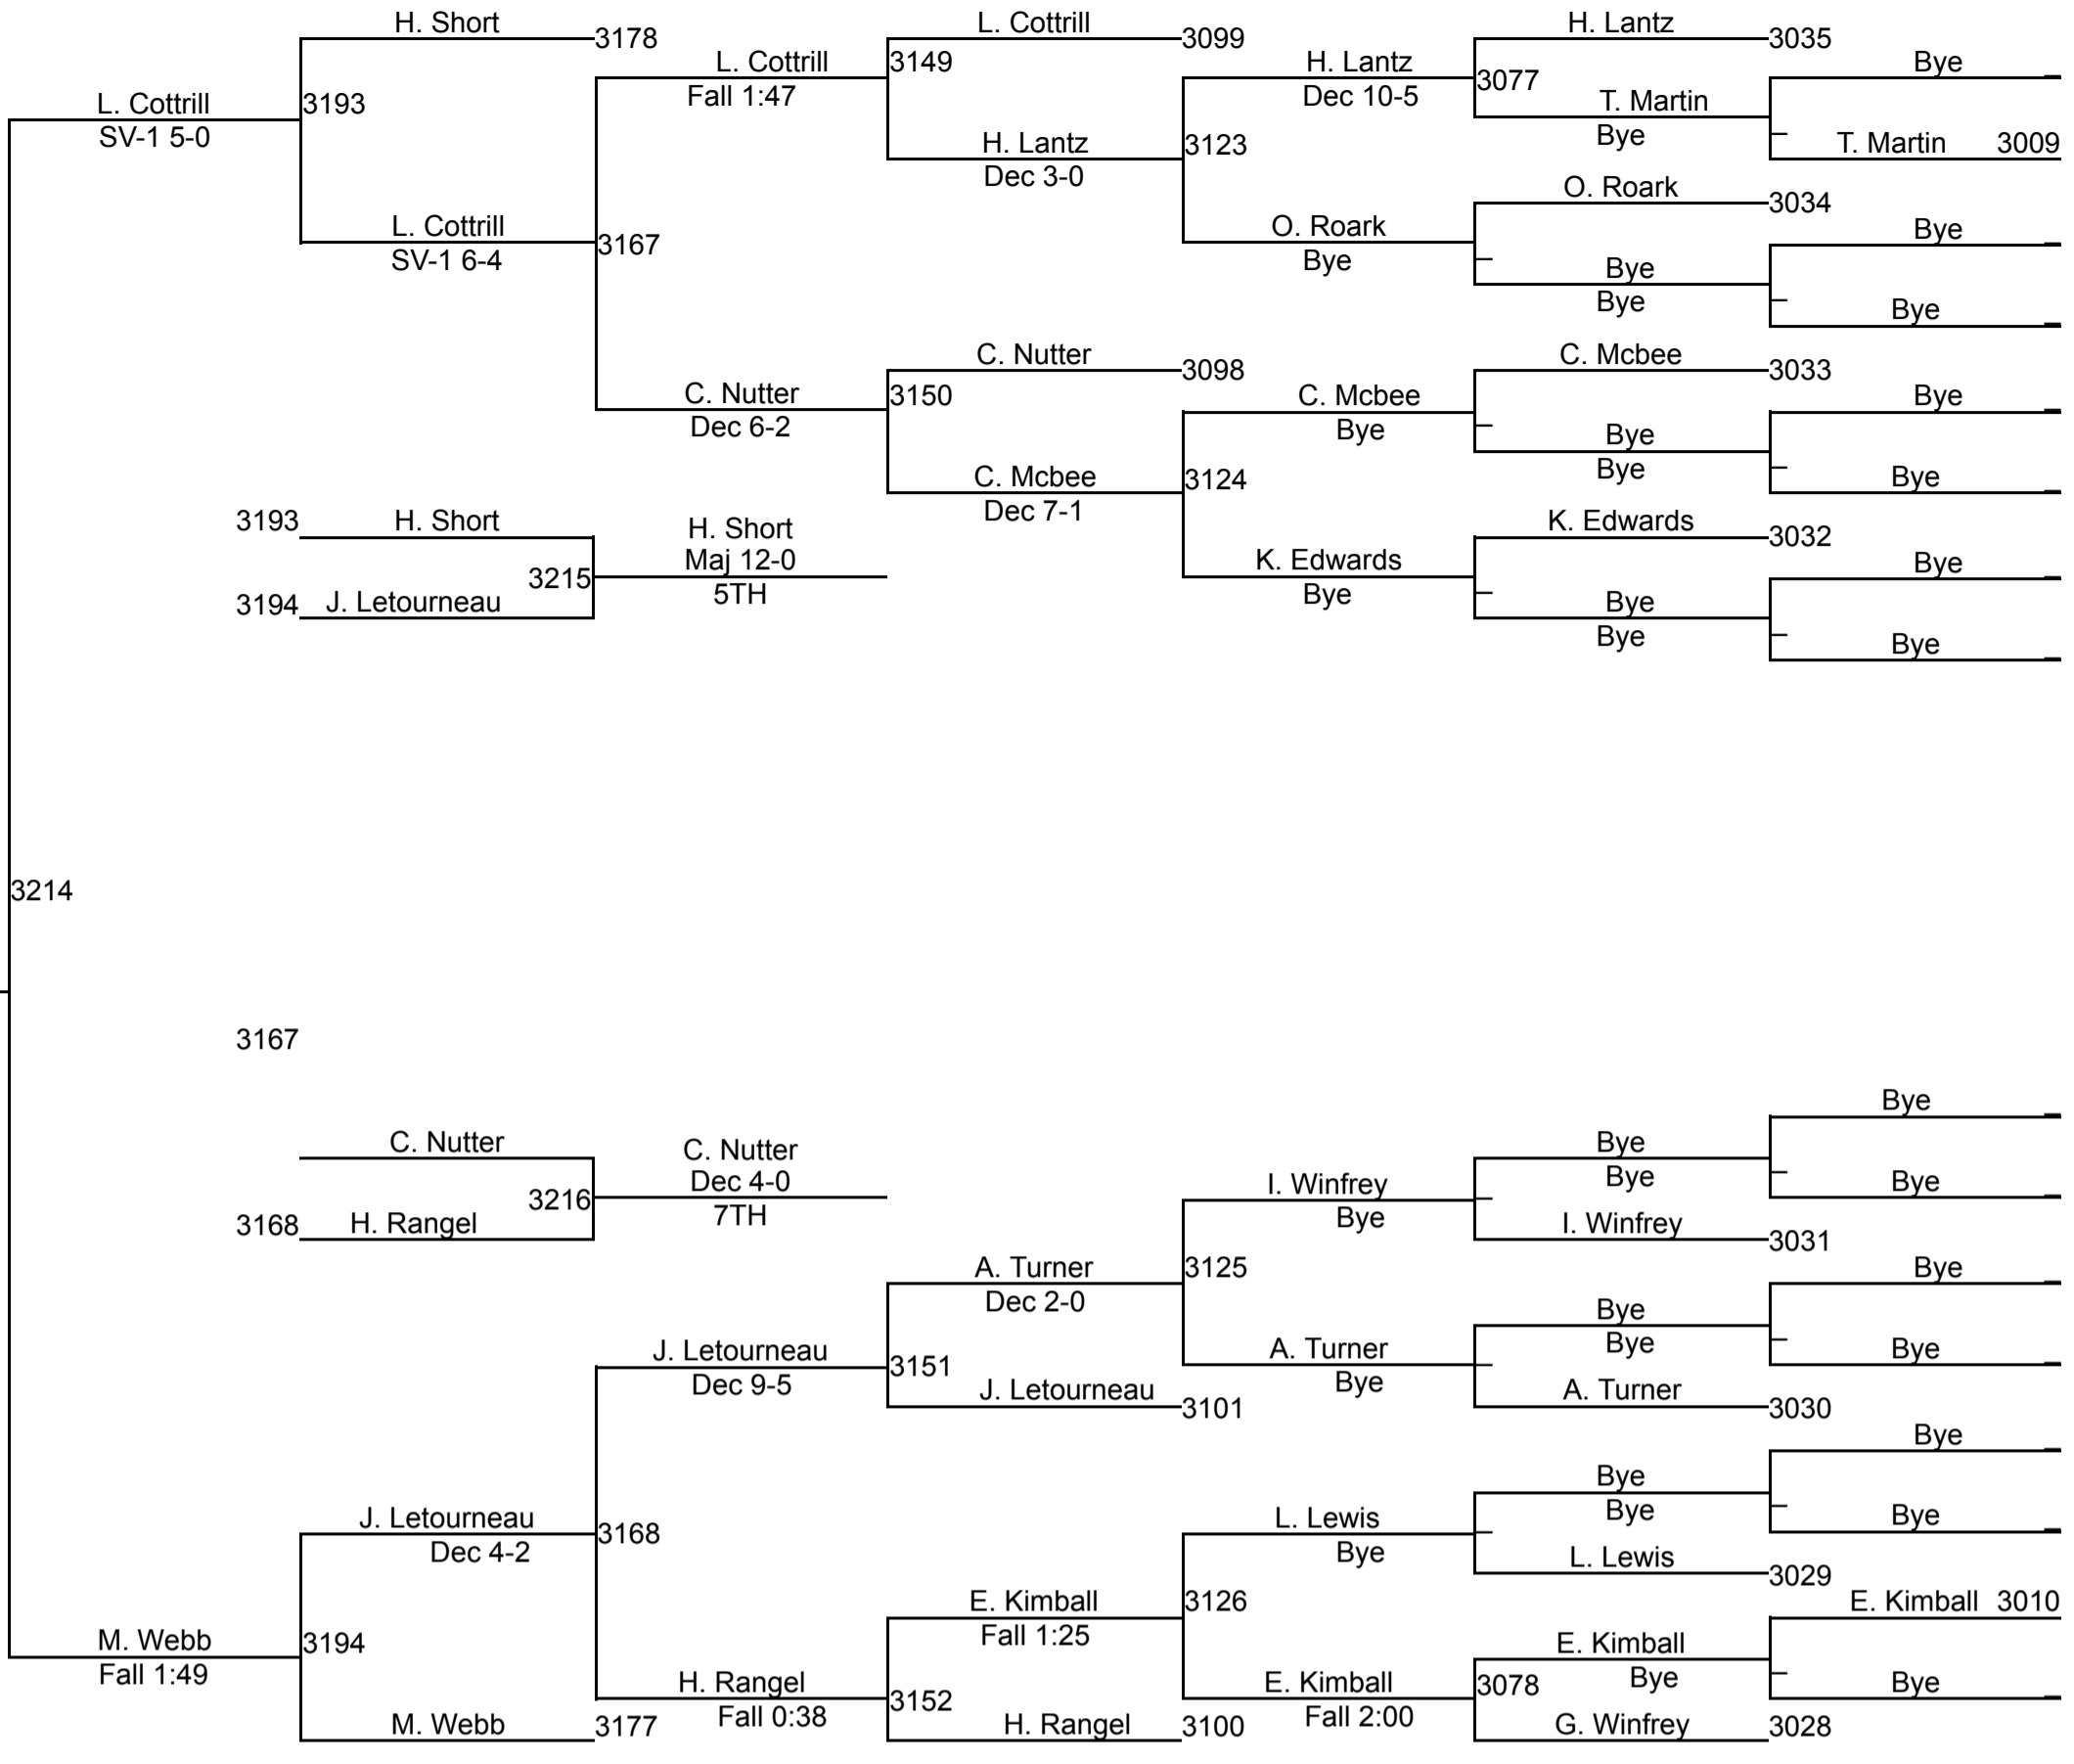 H. Short 3178 L. Cottrill 3099 H. Lantz 3035
L. Cottrill 3149 H. Lantz 3077 Bye _
L. Cottrill 3193 Fall 1:47 Dec 10-5 T. Martin
SV-1 5-0 H. Lantz 3123 Bye T. Martin 3009
Dec 3-0 O. Roark 3034
L. Cottrill 3167 O. Roark Bye _
SV-1 6-4 Bye Bye
Bye Bye _
C. Nutter 3098 C. Mcbee 3033
C. Nutter 3150 C. Mcbee Bye _
Dec 6-2 Bye Bye
C. Mcbee 3124 Bye Bye _
3193 H. Short H. Short Dec 7-1 K. Edwards 3032
3215 Maj 12-0 K. Edwards Bye _
3194 J. Letourneau 5TH Bye Bye
Bye Bye _
3214
3167
Bye _
C. Nutter C. Nutter Bye
3216 Dec 4-0 I. Winfrey Bye Bye _
3168 H. Rangel 7TH Bye I. Winfrey 3031
A. Turner 3125 Bye _
Dec 2-0 Bye
J. Letourneau 3151 A. Turner Bye Bye _
Dec 9-5 J. Letourneau 3101 Bye A. Turner 3030
Bye _
Bye
J. Letourneau 3168 L. Lewis Bye Bye _
Dec 4-2 Bye L. Lewis 3029
E. Kimball 3126 E. Kimball 3010
M. Webb 3194 Fall 1:25 E. Kimball
Fall 1:49 H. Rangel 3152 E. Kimball 3078 Bye Bye _
M. Webb 3177 Fall 0:38 H. Rangel 3100 Fall 2:00 G. Winfrey 3028